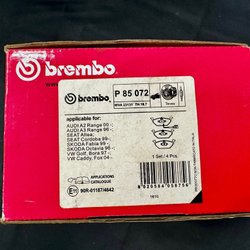 brembo
brembo
P 85 072
applicable for:
AUDI A2 Range 00 -;
AUDI A3 Range 96 -;
SEAT Altea;
SEAT Cordoba 99-;
SKODA Fabia 99 -;
SKODA Octavia 96 -;
VW Golf, Bora 97 -;
VW Caddy, Fox 04-
1 Set / 4 Pcs.
APPLICATIONS
CATALOGUE
90R-01187/4642
8020584058756
1610